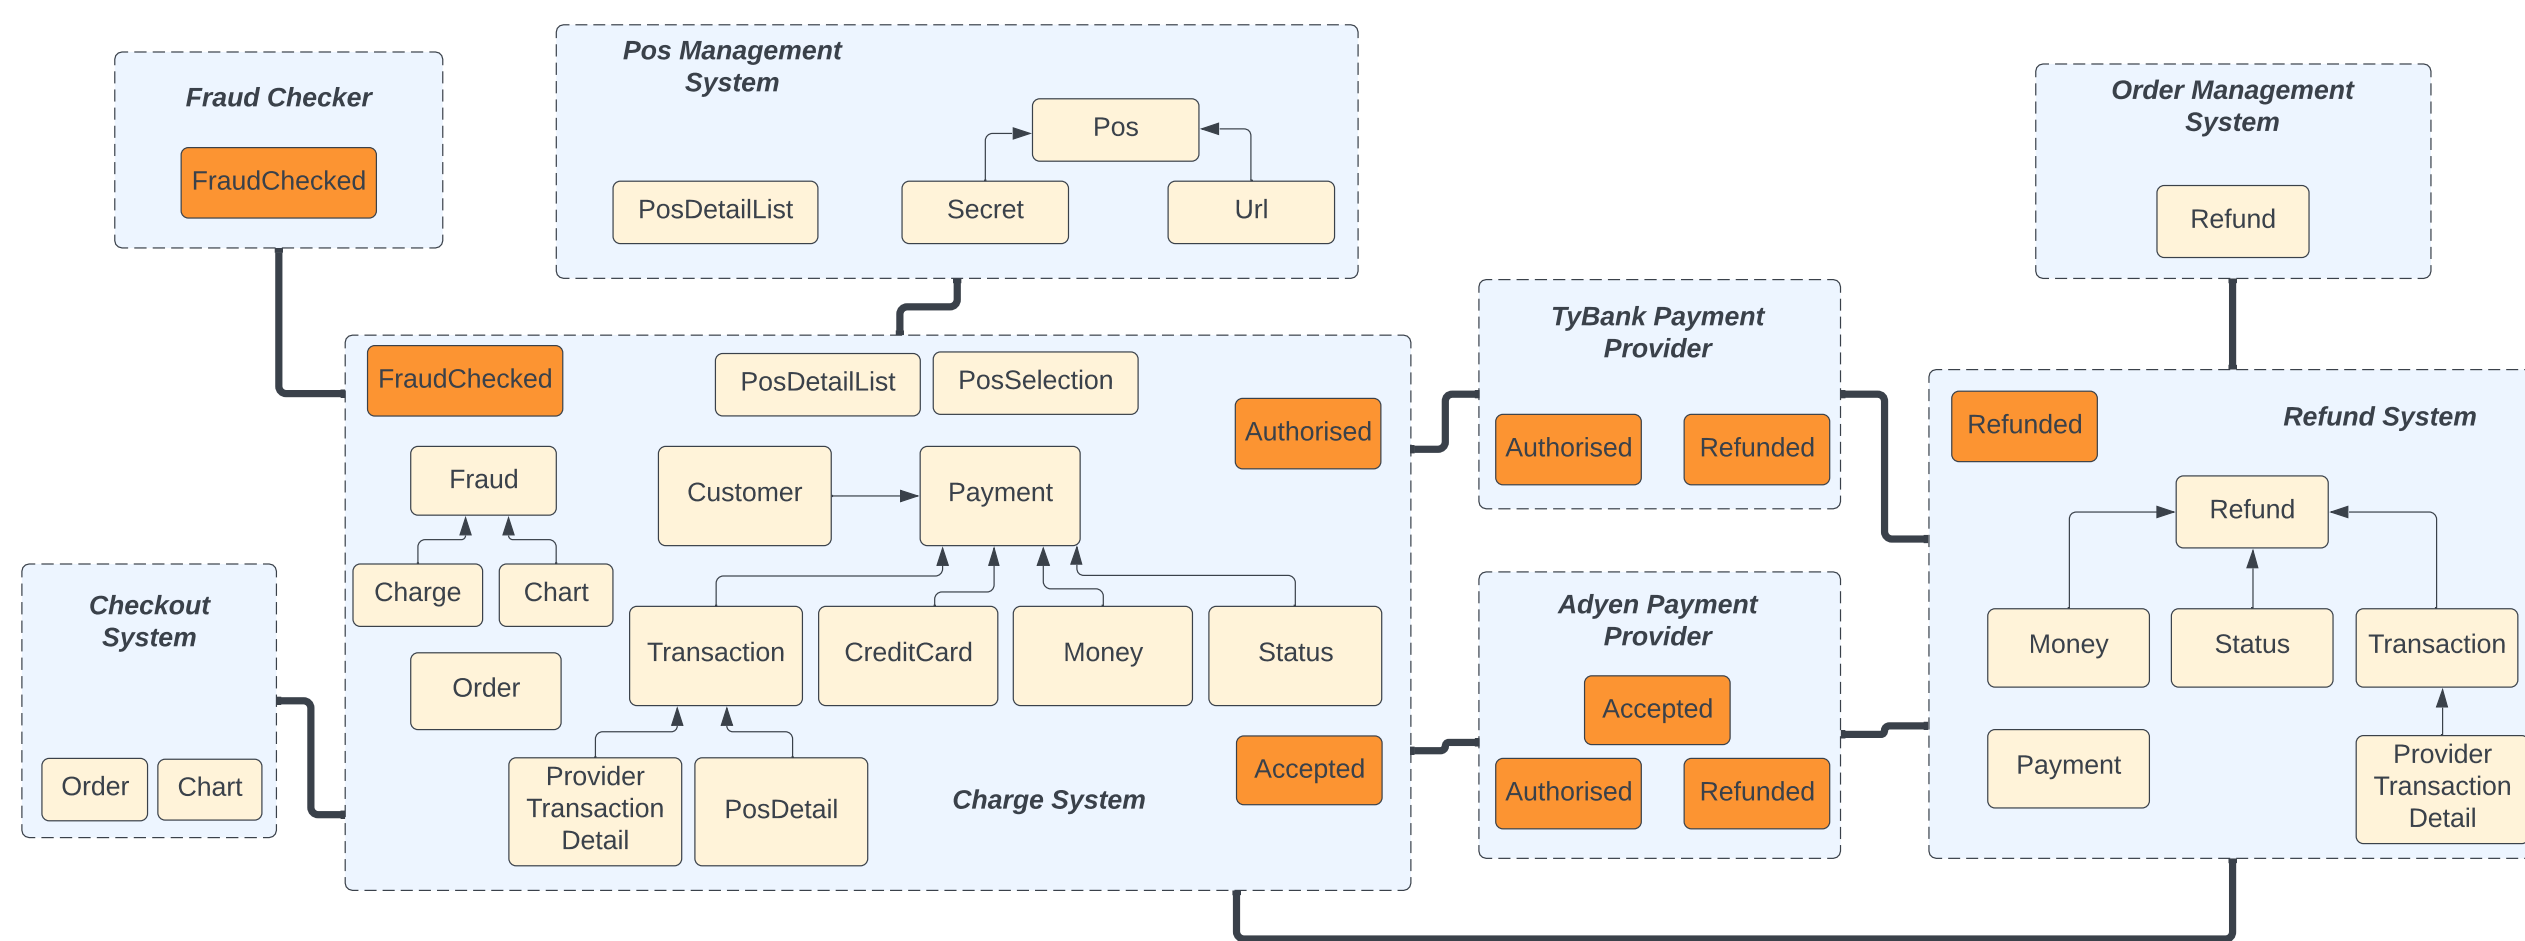 Fraud Checker
FraudChecked
Pos Management
System
Pos
PosDetailList
Secret
Url
Order Management
System
Refund
TyBank Payment
Provider
Authorised
Refunded
FraudChecked
PosDetailList
PosSelection
Authorised
Fraud
Customer
Payment
Charge
Chart
Transaction
CreditCard
Money
Status
Order
Provider
Transaction
Detail
PosDetail
Charge System
Accepted
Checkout
System
Order
Chart
Adyen Payment
Provider
Accepted
Authorised
Refunded
Refunded
Refund System
Refund
Money
Status
Transaction
Payment
Provider
Transaction
Detail